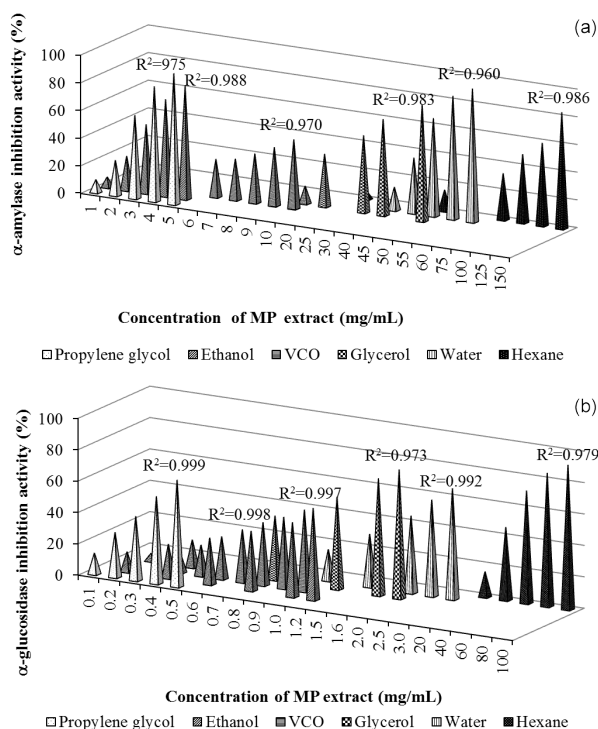 (a)
α-amylase inhibition activity (%)
100
80
60
40
20
0
R²=975
R²=0.988
R²=0.970
R²=0.983
R²=0.960
R²=0.986
1
2
3
4
5
6
7
8
9
10
20
25
30
40
45
50
55
60
75
100
125
150
Concentration of MP extract (mg/mL)
Propylene glycol Ethanol VCO Glycerol Water Hexane
(b)
α-glucosidase inhibition activity (%)
100
80
60
40
20
0
R²=0.999
R²=0.998
R²=0.997
R²=0.973
R²=0.992
R²=0.979
0.1
0.2
0.3
0.4
0.5
0.6
0.7
0.8
0.9
1.0
1.2
1.5
1.6
2.0
2.5
3.0
20
40
60
80
100
Concentration of MP extract (mg/mL)
Propylene glycol Ethanol VCO Glycerol Water Hexane